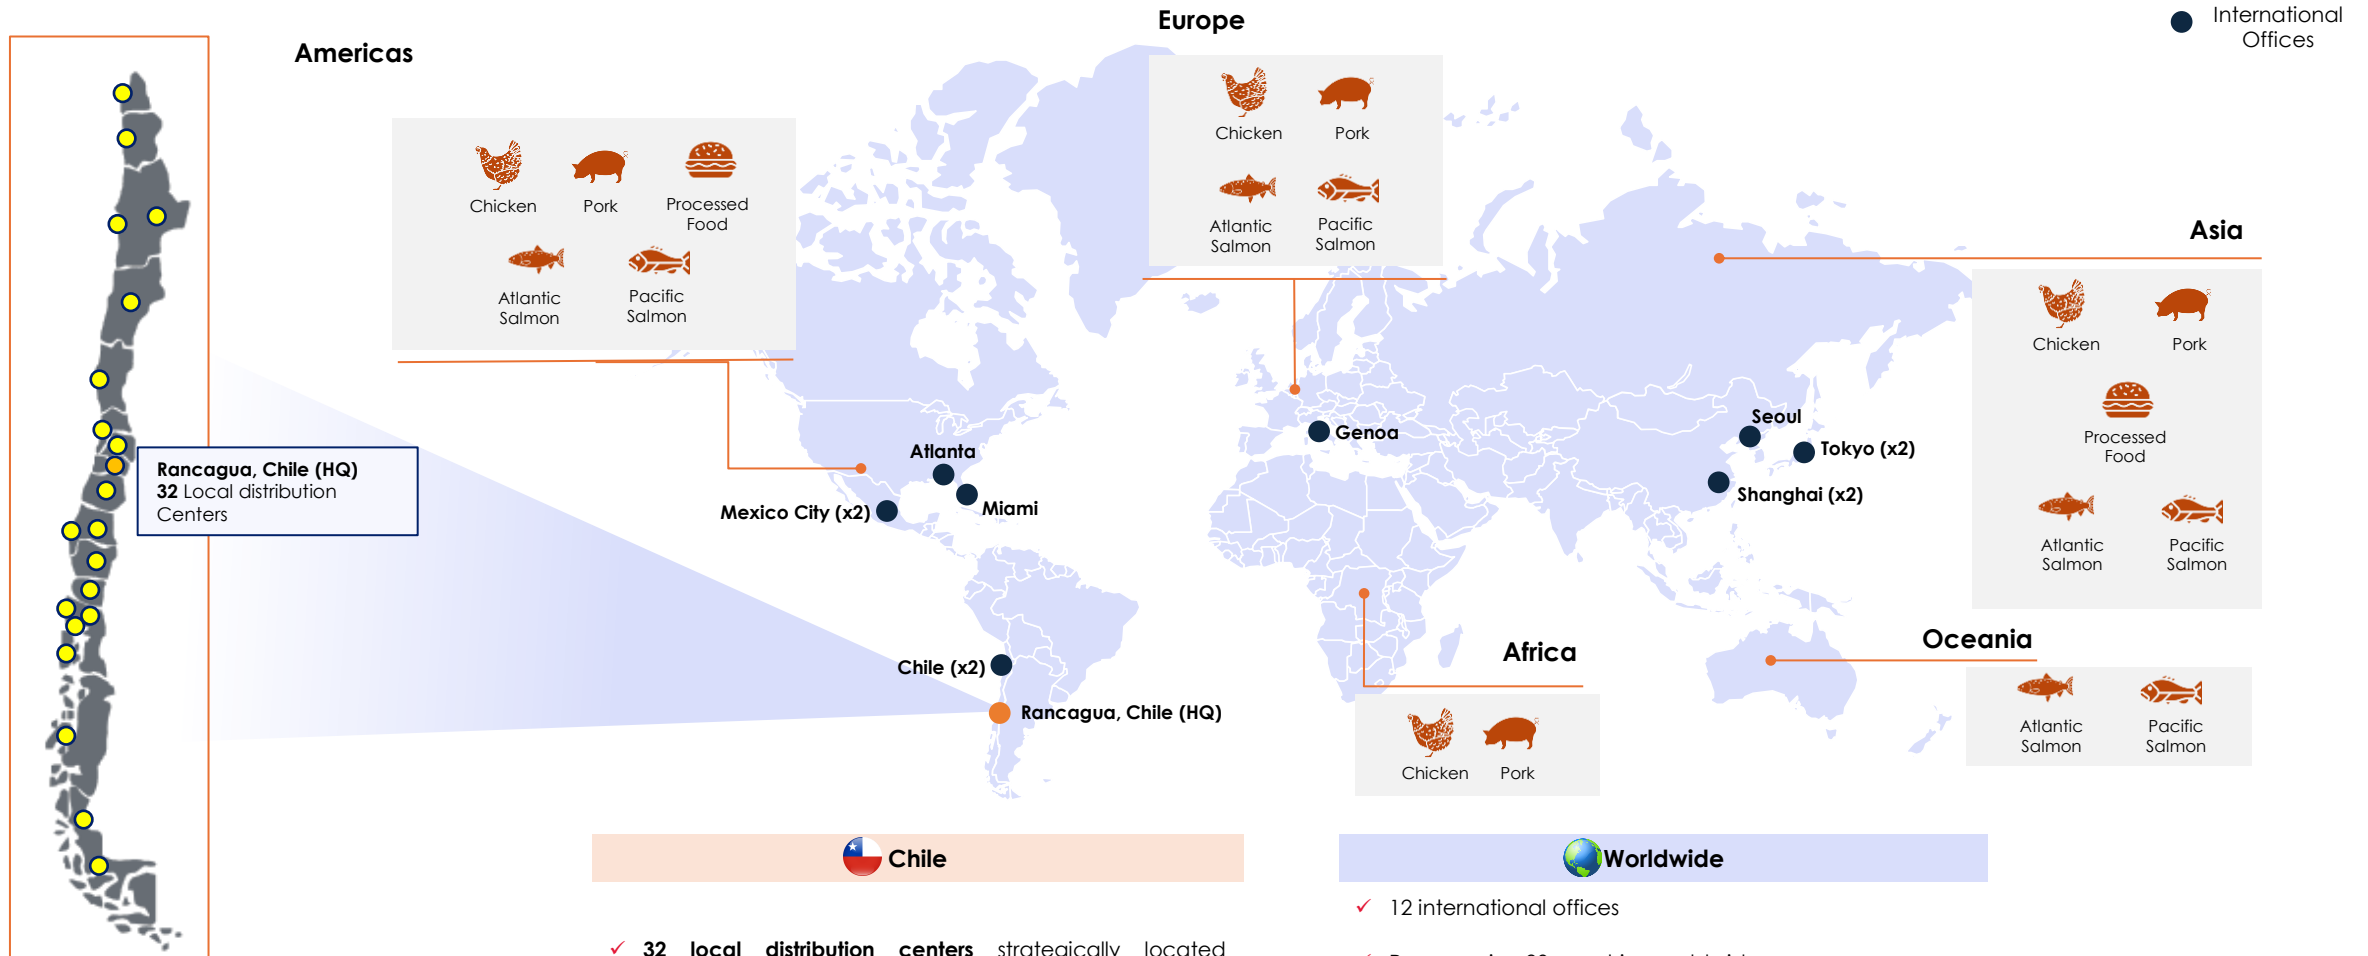 Europe
International
Offices
Americas
Chicken
Pork
Chicken
Pork
Processed
Food
Atlantic
Salmon
Pacific
Salmon
Atlantic
Salmon
Pacific
Salmon
Asia
Chicken
Pork
Processed
Food
Atlantic
Salmon
Pacific
Salmon
Seoul
Tokyo (x2)
Shanghai (x2)
Genoa
Atlanta
Miami
Mexico City (x2)
Rancagua, Chile (HQ)
32 Local distribution
Centers
Chile (x2)
Rancagua, Chile (HQ)
Africa
Chicken
Pork
Oceania
Atlantic
Salmon
Pacific
Salmon
Chile
32 local distribution centers strategically located
Worldwide
12 international offices